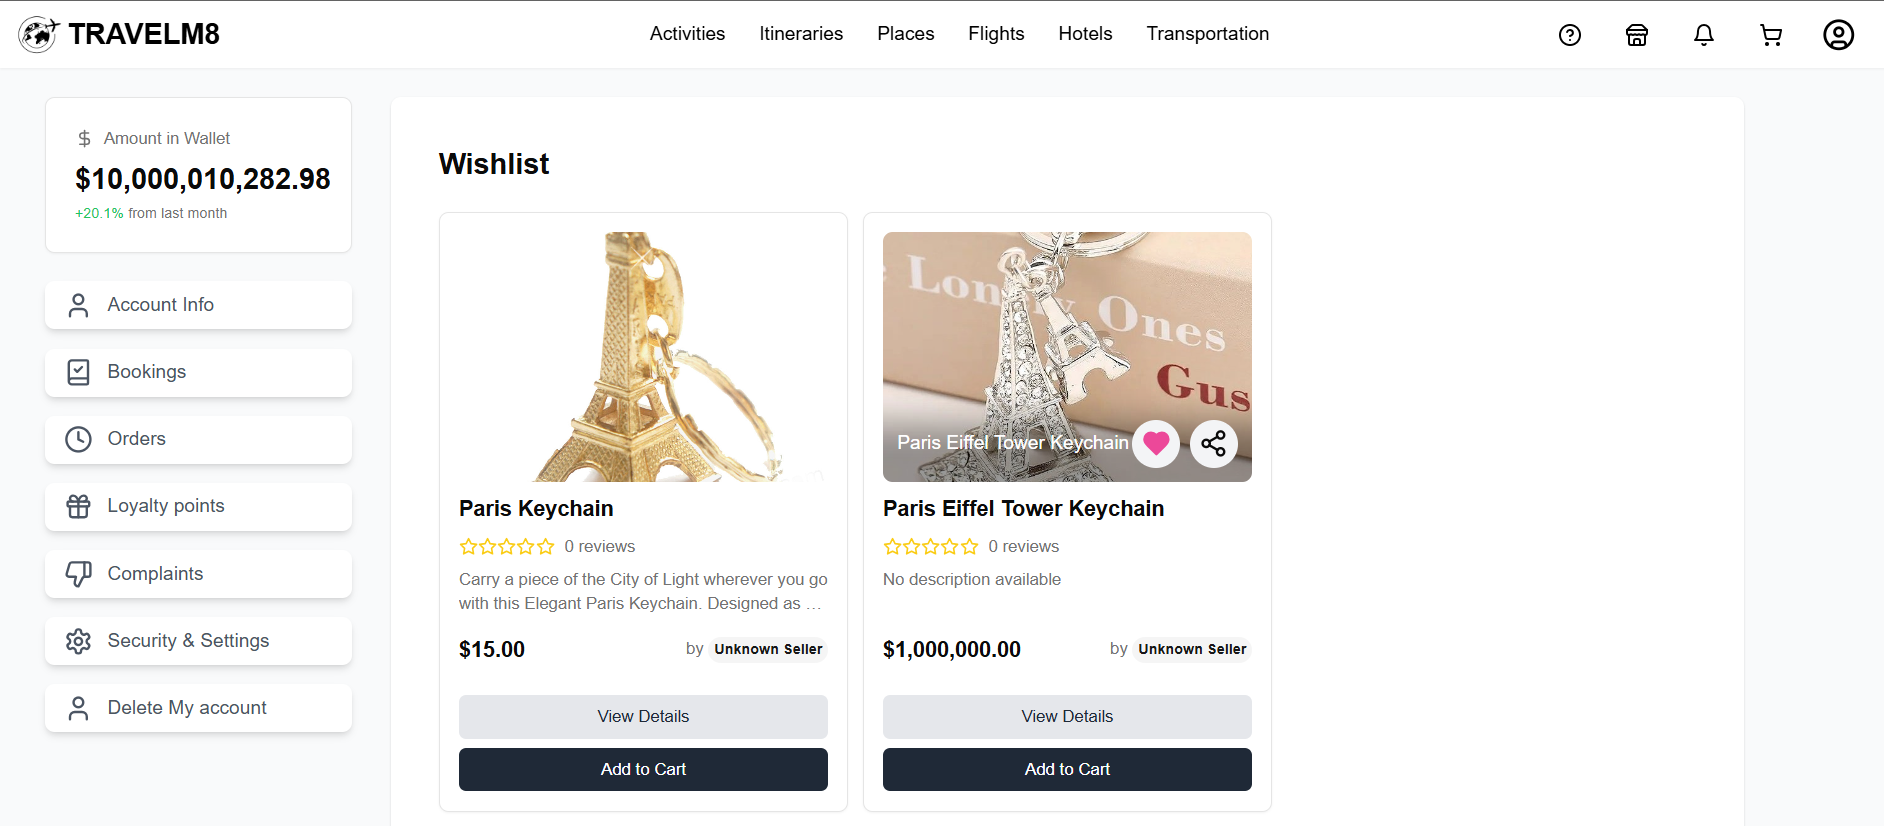 TRAVELM8
Activities
Itineraries
Places
Flights
Hotels
Transportation
$ Amount in Wallet
$10,000,010,282.98
+20.1% from last month
Account Info
Bookings
Orders
Loyalty points
Complaints
Security & Settings
Delete My account
Wishlist
Paris Keychain
0 reviews
Carry a piece of the City of Light wherever you go
with this Elegant Paris Keychain. Designed as …
$15.00
by Unknown Seller
View Details
Add to Cart
Ones
Gus
Paris Eiffel Tower Keychain
Paris Eiffel Tower Keychain
0 reviews
No description available
$1,000,000.00
by Unknown Seller
View Details
Add to Cart